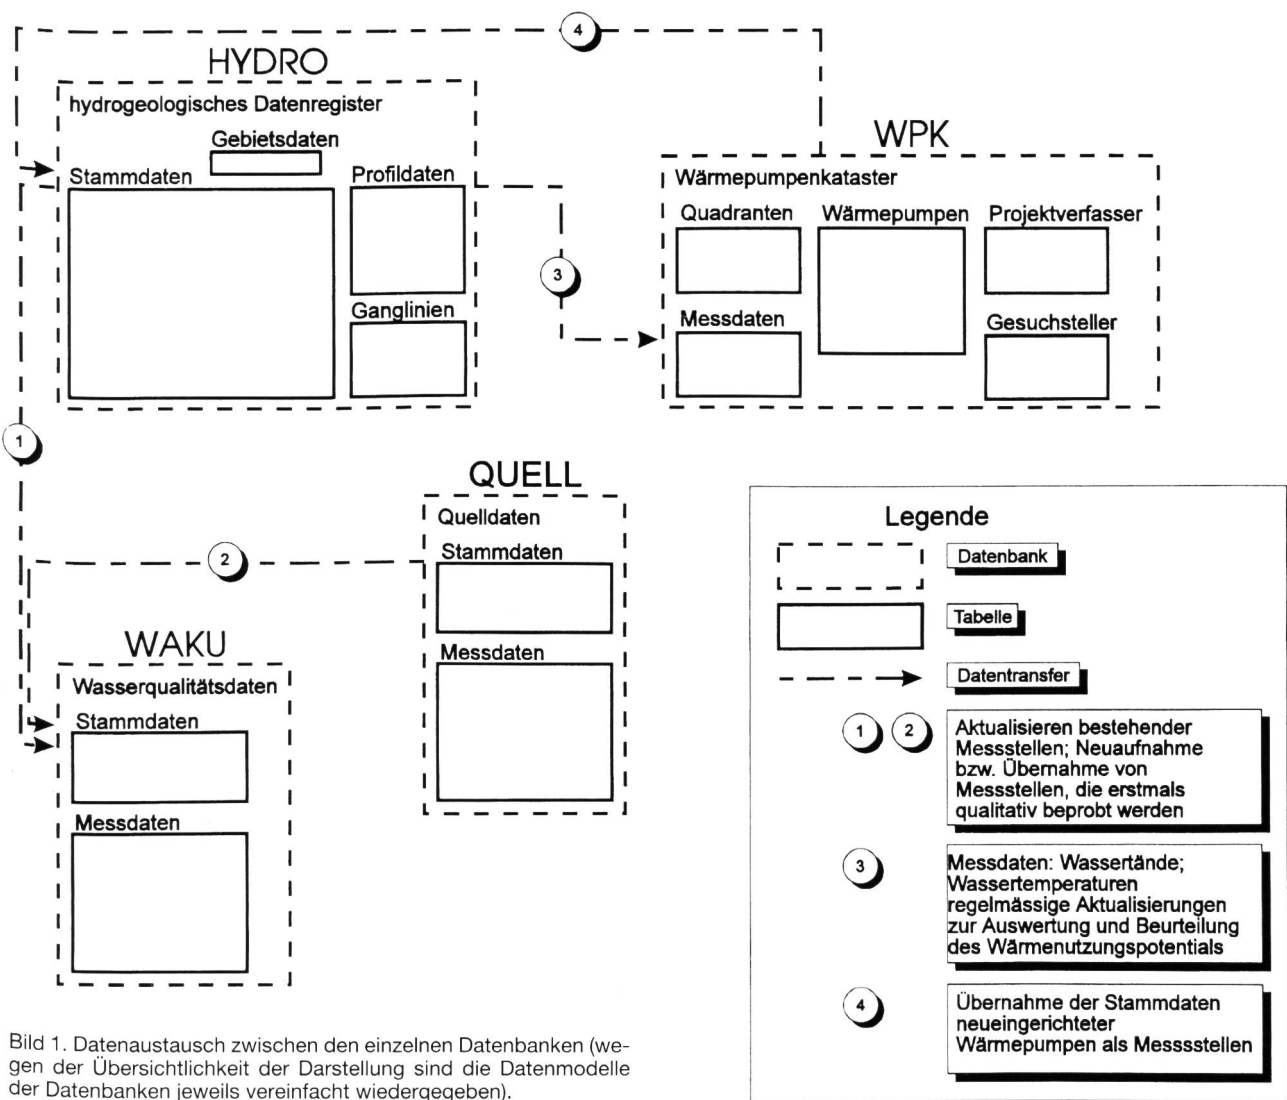 4
HYDRO
hydrogeologisches Datenregister
Gebietsdaten
Stammdaten
Profildaten
Ganglinien
3
WPK
Wärmepumpenkataster
Quadranten
Wärmepumpen
Projektverfasser
Messdaten
Gesuchsteller
1
2
QUELL
Quelldaten
Stammdaten
Messdaten
WAKU
Wasserqualitätsdaten
Stammdaten
Messdaten
Legende
Datenbank
Tabelle
Datentransfer
1 2
Aktualisieren bestehender
Messstellen; Neuaufnahme
bzw. Übernahme von
Messstellen, die erstmals
qualitativ beprobt werden
3
Messdaten: Wassertände;
Wassertemperaturen
regelmässige Aktualisierungen
zur Auswertung und Beurteilung
des Wärmenutzungspotentials
4
Übernahme der Stammdaten
neueingerichteter
Wärmepumpen als Messsstellen
Bild 1. Datenaustausch zwischen den einzelnen Datenbanken (we-
gen der Übersichtlichkeit der Darstellung sind die Datenmodelle
der Datenbanken jeweils vereinfacht wiedergegeben).